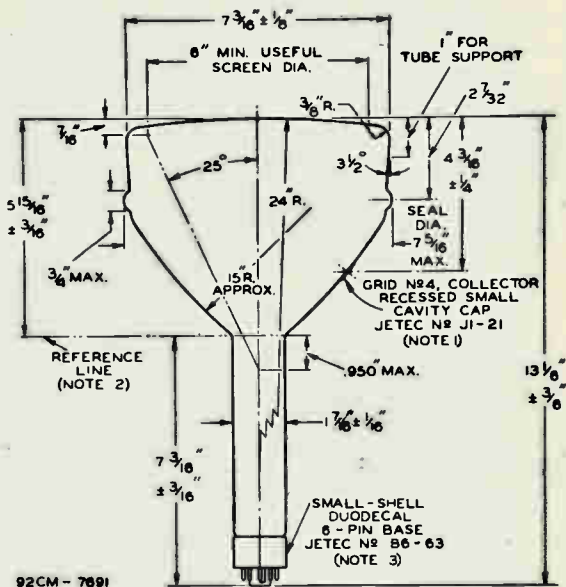 7 3/16" ± 1/8"
6" MIN. USEFUL
SCREEN DIA.
1" FOR
TUBE SUPPORT
2 7/32"
3/8" R.
7/16"
25°
3 1/2°
4 3/16"
± 1/4"
5 15/16"
± 3/16"
24" R.
SEAL
DIA.
7 5/16"
MAX.
3/4" MAX.
15" R.
APPROX.
GRID Nº4, COLLECTOR
RECESSED SMALL
CAVITY CAP
JETEC Nº J1-21
(NOTE 1)
REFERENCE
LINE
(NOTE 2)
.950" MAX.
13 1/8"
± 3/8"
1 7/16" ± 1/16"
7 3/16"
± 3/16"
SMALL-SHELL
DUODECAL
6-PIN BASE
JETEC Nº B6-63
(NOTE 3)
92CM-7691